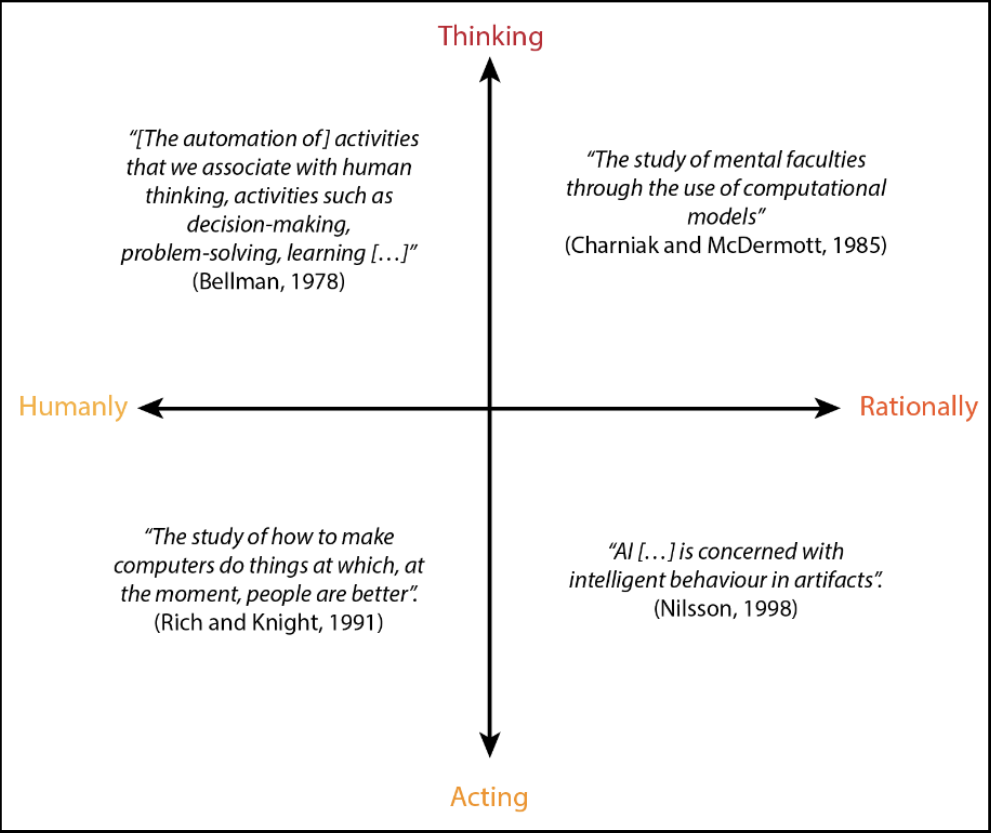 Thinking
“[The automation of] activities
that we associate with human
thinking, activities such as
decision-making,
problem-solving, learning […]”
(Bellman, 1978)
“The study of mental faculties
through the use of computational
models”
(Charniak and McDermott, 1985)
Humanly
Rationally
“The study of how to make
computers do things at which, at
the moment, people are better”.
(Rich and Knight, 1991)
“AI […] is concerned with
intelligent behaviour in artifacts”.
(Nilsson, 1998)
Acting